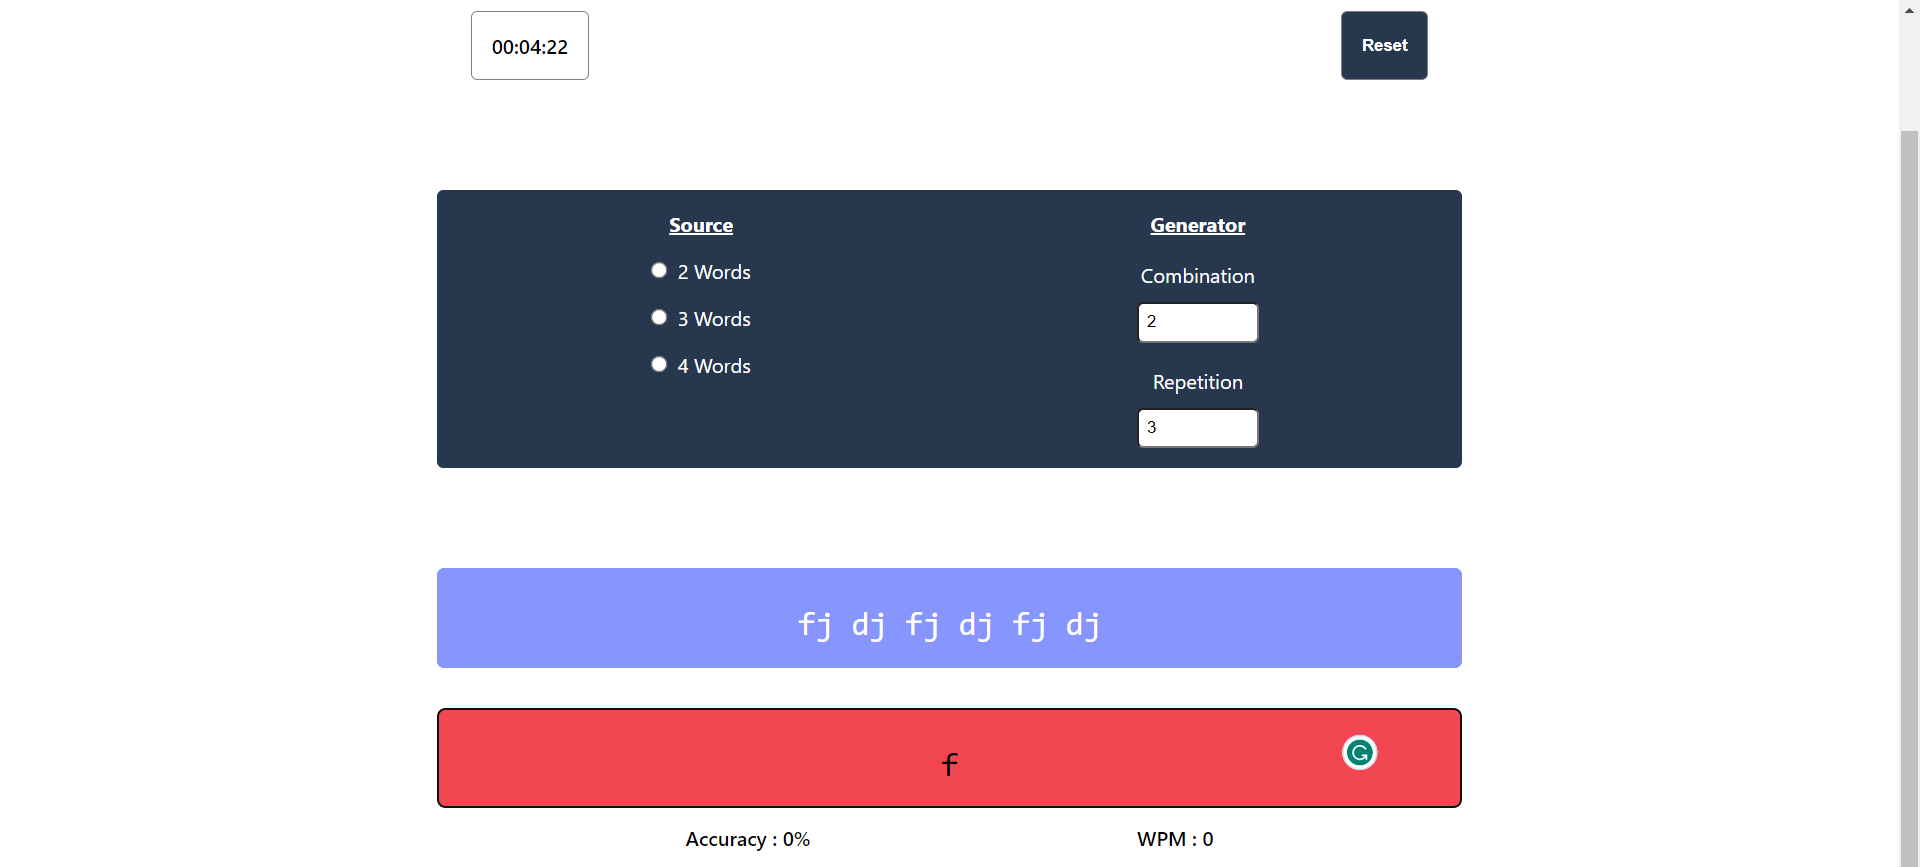 00:04:22
Reset
Source
2 Words
3 Words
4 Words
Generator
Combination
2
Repetition
3
fj dj fj dj fj dj
f
G
Accuracy : 0%
WPM : 0